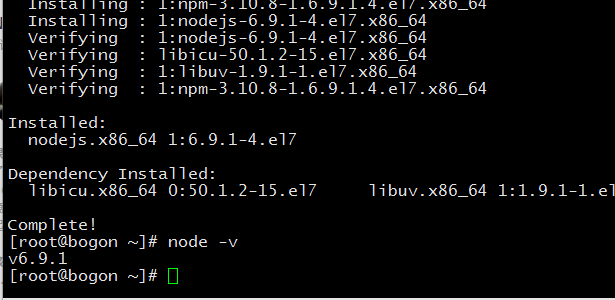 Installing : 1:npm-3.10.8-1.6.9.1.4.el7.x86_64
Installing : 1:nodejs-6.9.1-4.el7.x86_64
Verifying : 1:nodejs-6.9.1-4.el7.x86_64
Verifying : libicu-50.1.2-15.el7.x86_64
Verifying : 1:libuv-1.9.1-1.el7.x86_64
Verifying : 1:npm-3.10.8-1.6.9.1.4.el7.x86_64
Installed:
nodejs.x86_64 1:6.9.1-4.el7
Dependency Installed:
libicu.x86_64 0:50.1.2-15.el7 libuv.x86_64 1:1.9.1-1.e
Complete!
[root@bogon ~]# node -v
v6.9.1
[root@bogon ~]#